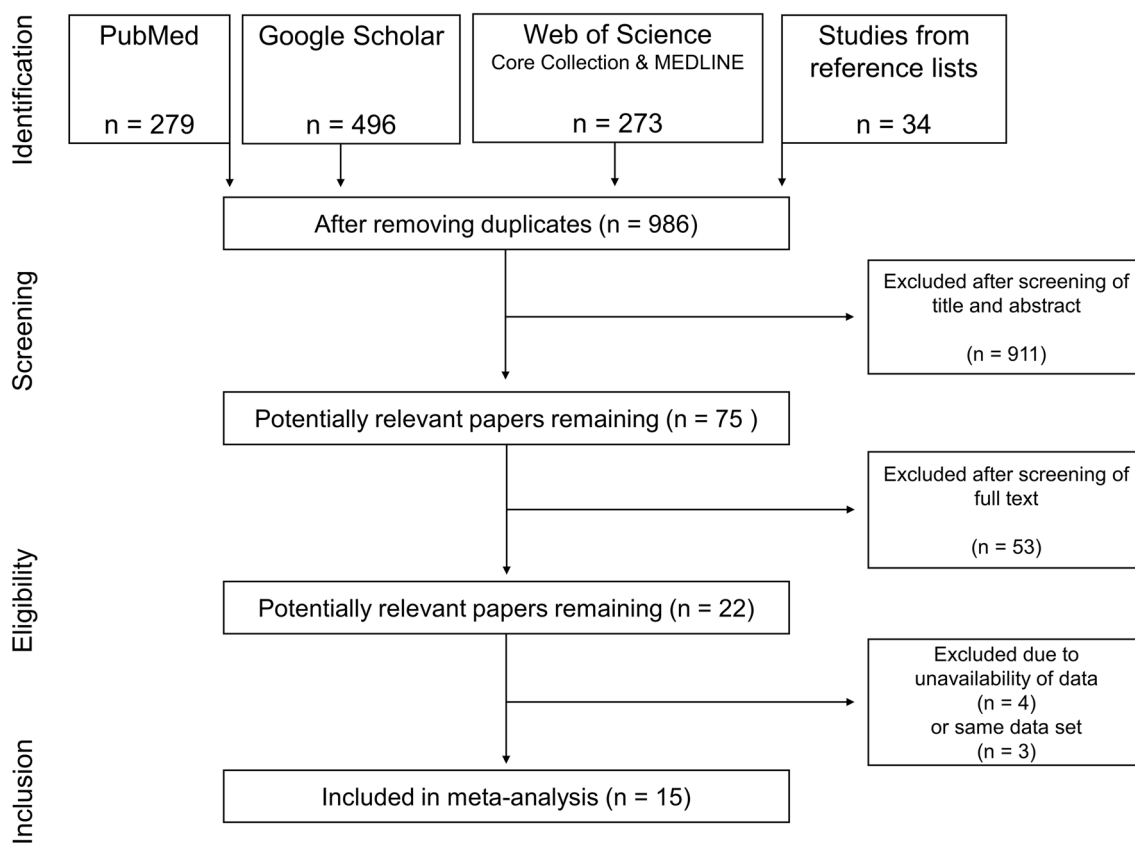 Identification
PubMed
n = 279
Google Scholar
n = 496
Web of Science
Core Collection & MEDLINE
n = 273
Studies from
reference lists
n = 34
After removing duplicates (n = 986)
Screening
Excluded after screening of
title and abstract
(n = 911)
Potentially relevant papers remaining (n = 75 )
Excluded after screening of
full text
(n = 53)
Eligibility
Potentially relevant papers remaining (n = 22)
Excluded due to
unavailability of data
(n = 4)
or same data set
(n = 3)
Inclusion
Included in meta-analysis (n = 15)